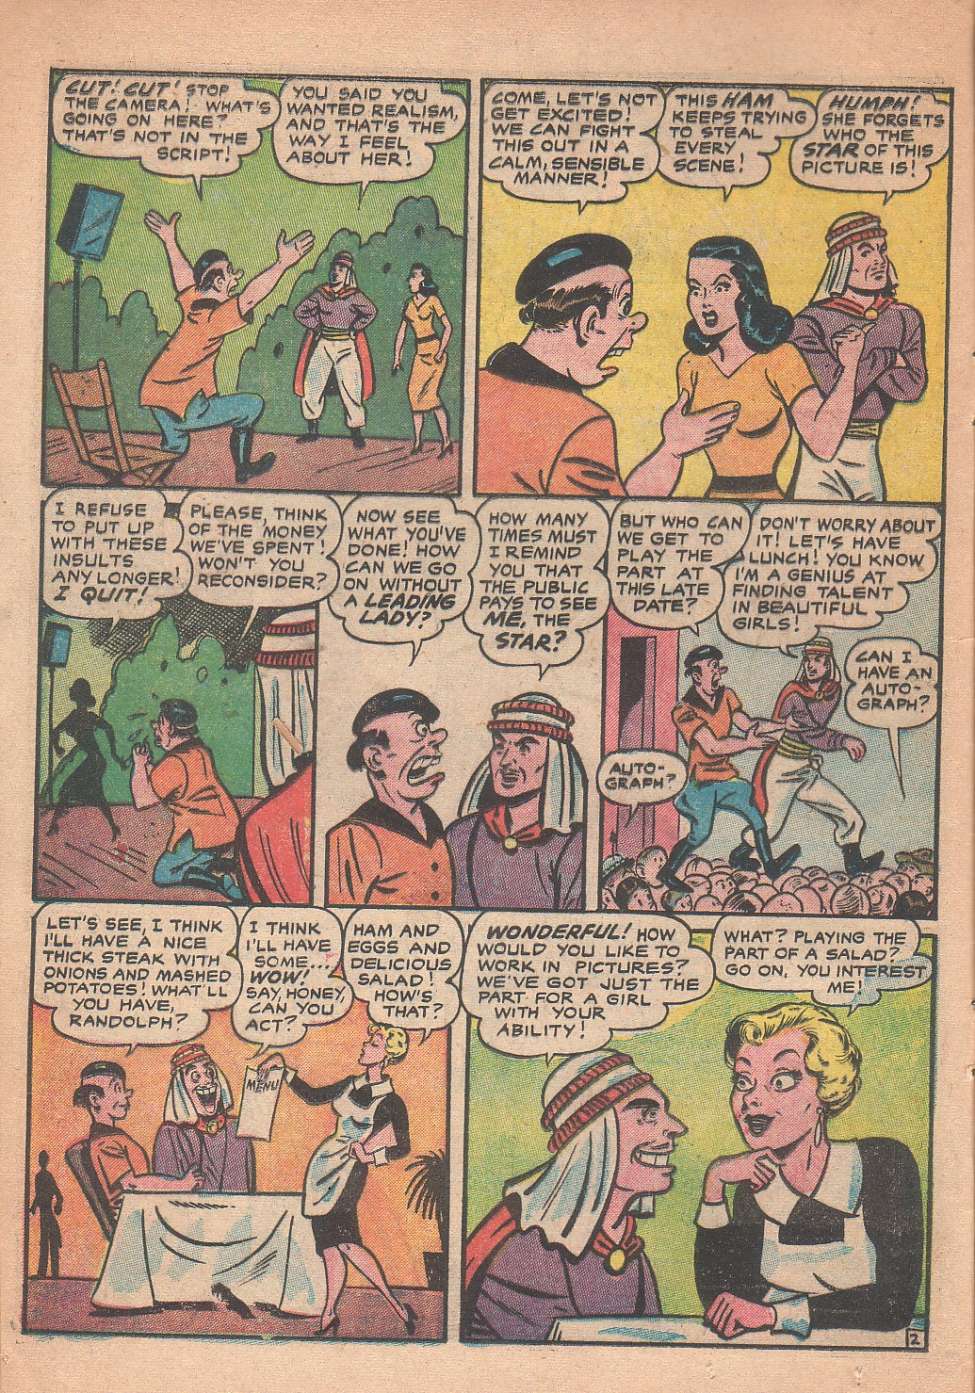 CUT! CUT! STOP
THE CAMERA! WHAT'S
GOING ON HERE?
THAT'S NOT IN THE
SCRIPT!
YOU SAID YOU
WANTED REALISM,
AND THAT'S THE
WAY I FEEL
ABOUT HER!
COME, LET'S NOT
GET EXCITED!
WE CAN FIGHT
THIS OUT IN A
CALM, SENSIBLE
MANNER!
THIS HAM
KEEPS TRYING
TO STEAL
EVERY
SCENE!
HUMPH!
SHE FORGETS
WHO THE
STAR OF THIS
PICTURE IS!
I REFUSE
TO PUT UP
WITH THESE
INSULTS
ANY LONGER!
I QUIT!
PLEASE, THINK
OF THE MONEY
WE'VE SPENT!
WON'T YOU
RECONSIDER?
NOW SEE
WHAT YOU'VE
DONE! HOW
CAN WE GO
ON WITHOUT
A LEADING
LADY?
HOW MANY
TIMES MUST
I REMIND
YOU THAT
THE PUBLIC
PAYS TO SEE
ME, THE
STAR?
BUT WHO CAN
WE GET TO
PLAY THE
PART AT
THIS LATE
DATE?
DON'T WORRY ABOUT
IT! LET'S HAVE
LUNCH! YOU KNOW
I'M A GENIUS AT
FINDING TALENT
IN BEAUTIFUL
GIRLS!
CAN I
HAVE AN
AUTO-
GRAPH?
AUTO-
GRAPH?
LET'S SEE, I THINK
I'LL HAVE A NICE
THICK STEAK WITH
ONIONS AND MASHED
POTATOES! WHAT'LL
YOU HAVE,
RANDOLPH?
I THINK
I'LL HAVE
SOME...
WOW!
SAY, HONEY,
CAN YOU
ACT?
HAM AND
EGGS AND
DELICIOUS
SALAD!
HOW'S
THAT?
MENU
WONDERFUL! HOW
WOULD YOU LIKE TO
WORK IN PICTURES?
WE'VE GOT JUST THE
PART FOR A GIRL
WITH YOUR
ABILITY!
WHAT? PLAYING THE
PART OF A SALAD?
GO ON, YOU INTEREST
ME!
2